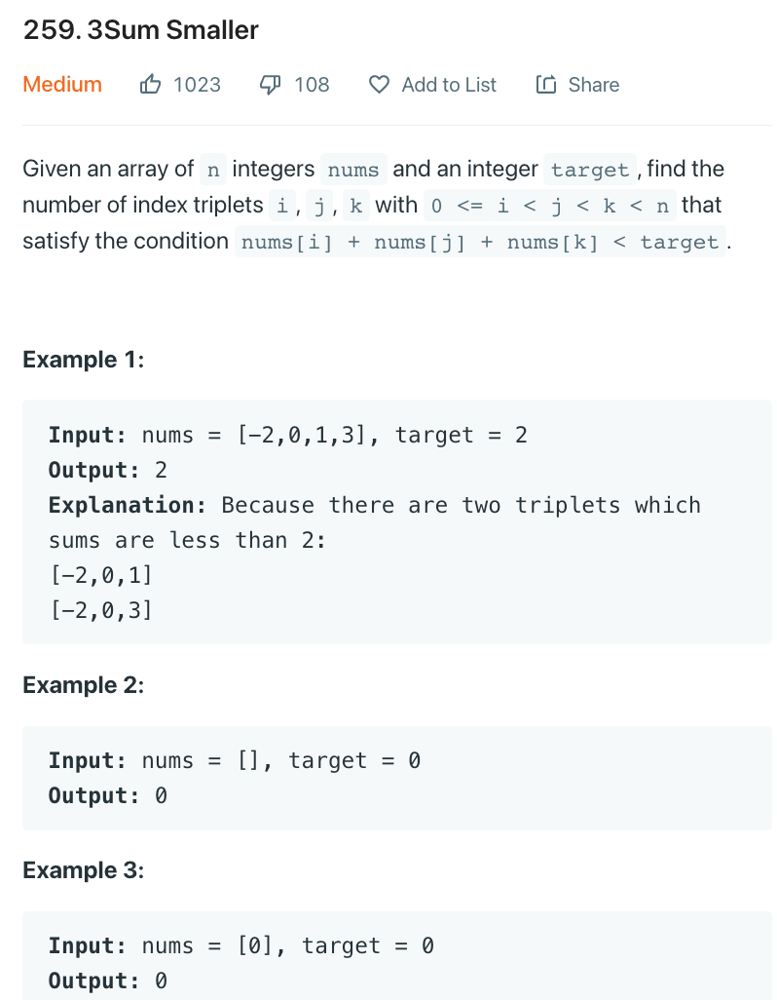 259. 3Sum Smaller
Medium 1023 108 Add to List Share
Given an array of n integers nums and an integer target, find the
number of index triplets i, j, k with 0 <= i < j < k < n that
satisfy the condition nums[i] + nums[j] + nums[k] < target.
Example 1:
Input: nums = [-2,0,1,3], target = 2
Output: 2
Explanation: Because there are two triplets which
sums are less than 2:
[-2,0,1]
[-2,0,3]
Example 2:
Input: nums = [], target = 0
Output: 0
Example 3:
Input: nums = [0], target = 0
Output: 0